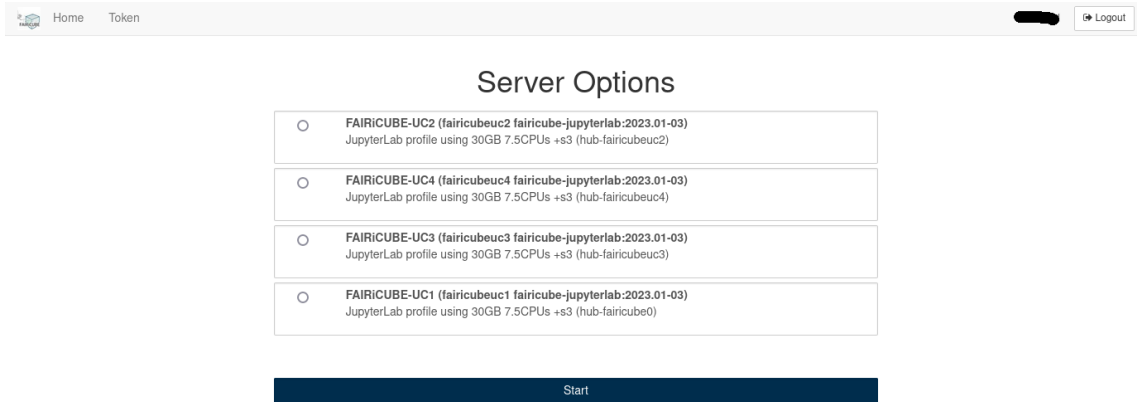 FAIRiCUBE
Home
Token
Logout
Server Options
FAIRiCUBE-UC2 (fairicubeuc2 fairicube-jupyterlab:2023.01-03)
JupyterLab profile using 30GB 7.5CPUs +s3 (hub-fairicubeuc2)
FAIRiCUBE-UC4 (fairicubeuc4 fairicube-jupyterlab:2023.01-03)
JupyterLab profile using 30GB 7.5CPUs +s3 (hub-fairicubeuc4)
FAIRiCUBE-UC3 (fairicubeuc3 fairicube-jupyterlab:2023.01-03)
JupyterLab profile using 30GB 7.5CPUs +s3 (hub-fairicubeuc3)
FAIRiCUBE-UC1 (fairicubeuc1 fairicube-jupyterlab:2023.01-03)
JupyterLab profile using 30GB 7.5CPUs +s3 (hub-fairicube0)
Start